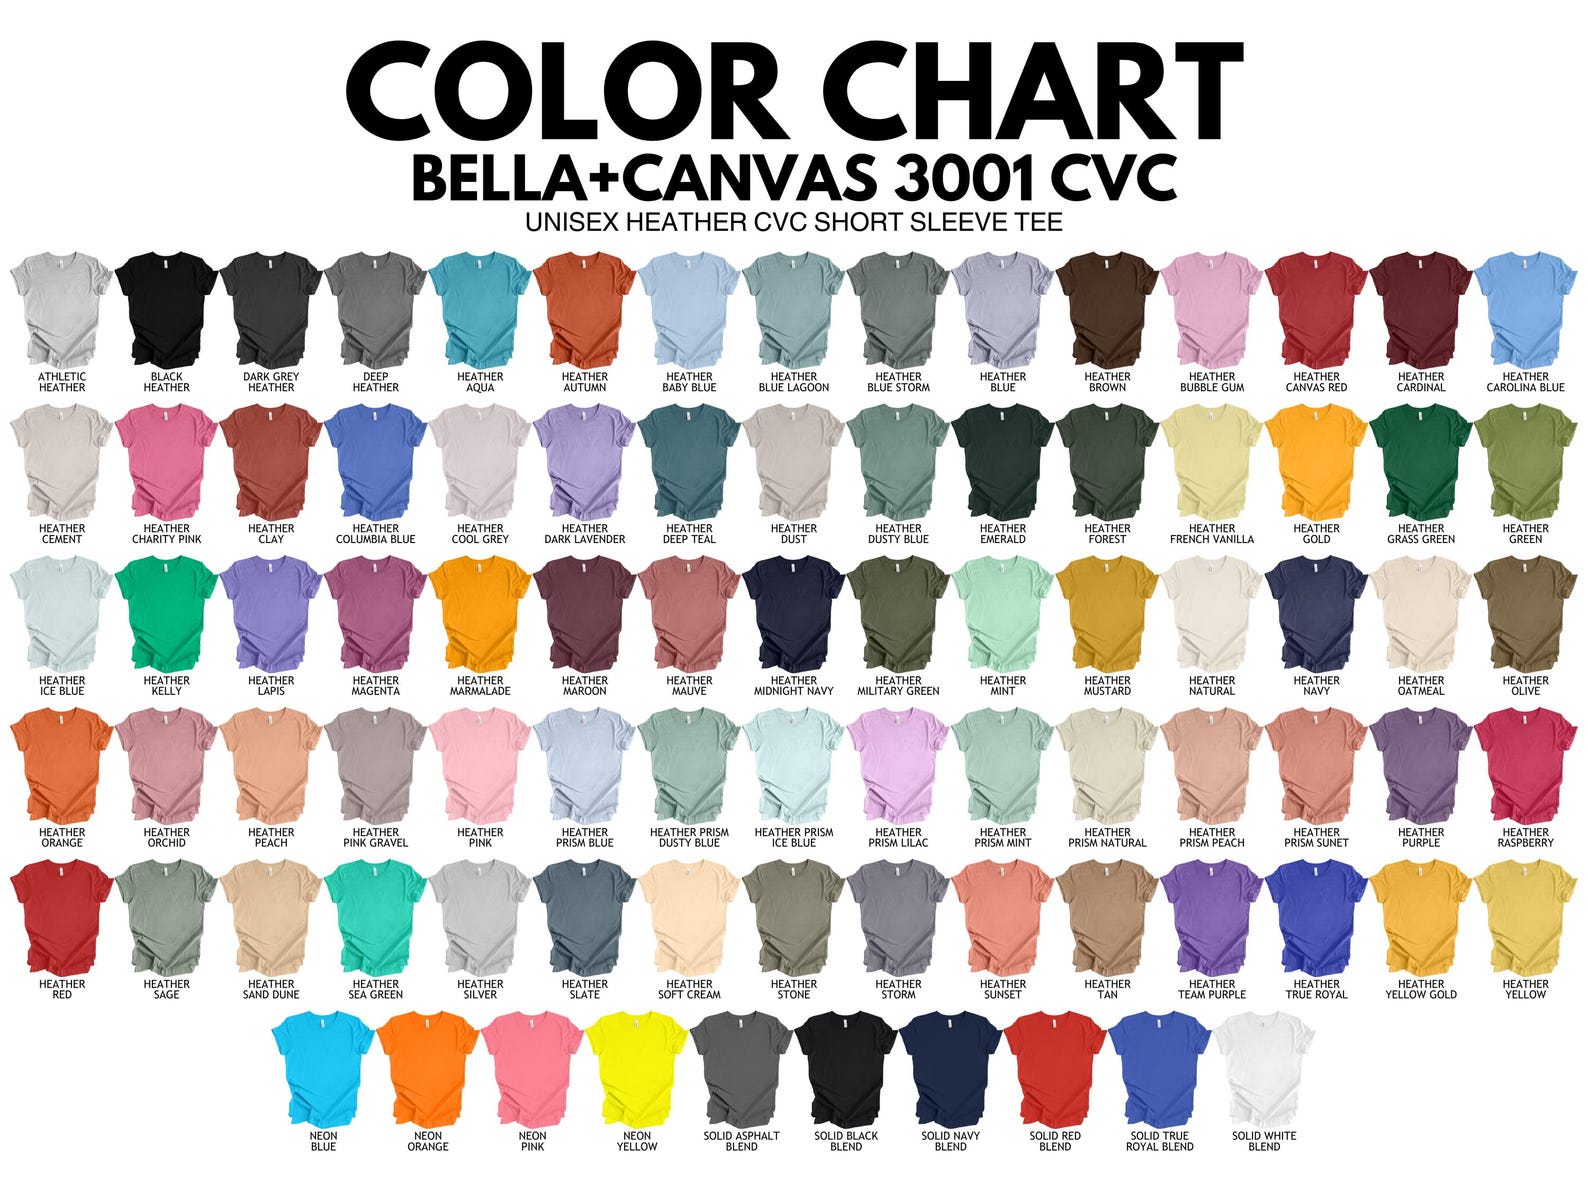 COLOR CHART
BELLA+CANVAS 3001 CVC
UNISEX HEATHER CVC SHORT SLEEVE TEE
ATHLETIC HEATHER
BLACK HEATHER
DARK GREY HEATHER
DEEP HEATHER
HEATHER AQUA
HEATHER AUTUMN
HEATHER BABY BLUE
HEATHER BLUE LAGOON
HEATHER BLUE STORM
HEATHER BLUE
HEATHER BROWN
HEATHER BUBBLE GUM
HEATHER CANVAS RED
HEATHER CARDINAL
HEATHER CAROLINA BLUE
HEATHER CEMENT
HEATHER CHARITY PINK
HEATHER CLAY
HEATHER COLUMBIA BLUE
HEATHER COOL GREY
HEATHER DARK LAVENDER
HEATHER DEEP TEAL
HEATHER DUST
HEATHER DUSTY BLUE
HEATHER EMERALD
HEATHER FOREST
HEATHER FRENCH VANILLA
HEATHER GOLD
HEATHER GRASS GREEN
HEATHER GREEN
HEATHER ICE BLUE
HEATHER KELLY
HEATHER LAPIS
HEATHER MAGENTA
HEATHER MARMALADE
HEATHER MAROON
HEATHER MAUVE
HEATHER MIDNIGHT NAVY
HEATHER MILITARY GREEN
HEATHER MINT
HEATHER MUSTARD
HEATHER NATURAL
HEATHER NAVY
HEATHER OATMEAL
HEATHER OLIVE
HEATHER ORANGE
HEATHER ORCHID
HEATHER PEACH
HEATHER PINK GRAVEL
HEATHER PINK
HEATHER PRISM BLUE
HEATHER PRISM DUSTY BLUE
HEATHER PRISM ICE BLUE
HEATHER PRISM LILAC
HEATHER PRISM MINT
HEATHER PRISM NATURAL
HEATHER PRISM PEACH
HEATHER PRISM SUNET
HEATHER PURPLE
HEATHER RASPBERRY
HEATHER RED
HEATHER SAGE
HEATHER SAND DUNE
HEATHER SEA GREEN
HEATHER SILVER
HEATHER SLATE
HEATHER SOFT CREAM
HEATHER STONE
HEATHER STORM
HEATHER SUNSET
HEATHER TAN
HEATHER TEAM PURPLE
HEATHER TRUE ROYAL
HEATHER YELLOW GOLD
HEATHER YELLOW
NEON BLUE
NEON ORANGE
NEON PINK
NEON YELLOW
SOLID ASPHALT BLEND
SOLID BLACK BLEND
SOLID NAVY BLEND
SOLID RED BLEND
SOLID TRUE ROYAL BLEND
SOLID WHITE BLEND